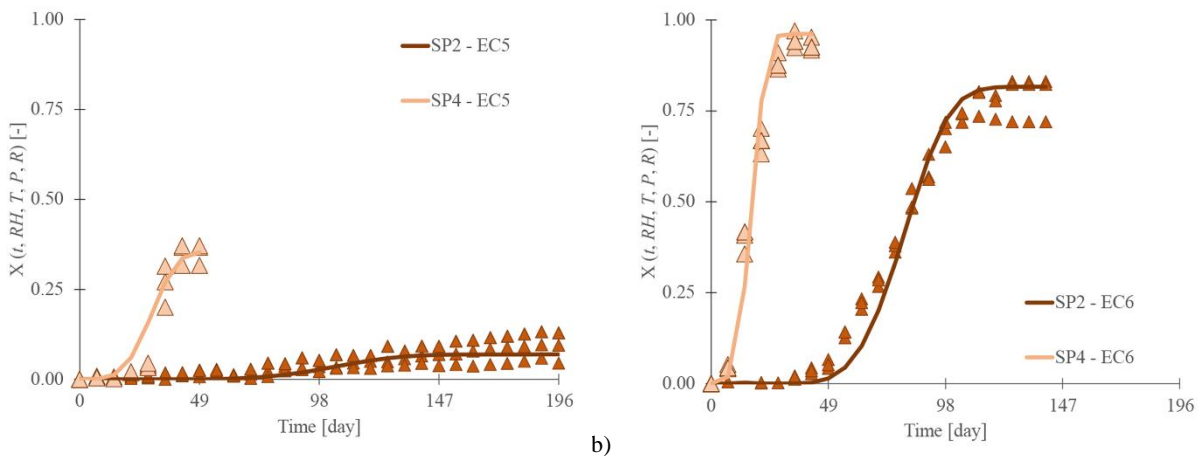 1.00
0.75
0.50
0.25
0.00
X (t, RH, T, P, R) [-]
0
49
98
147
196
Time [day]
SP2 - EC5
SP4 - EC5
b)
1.00
0.75
0.50
0.25
0.00
X (t, RH, T, P, R) [-]
0
49
98
147
196
Time [day]
SP2 - EC6
SP4 - EC6